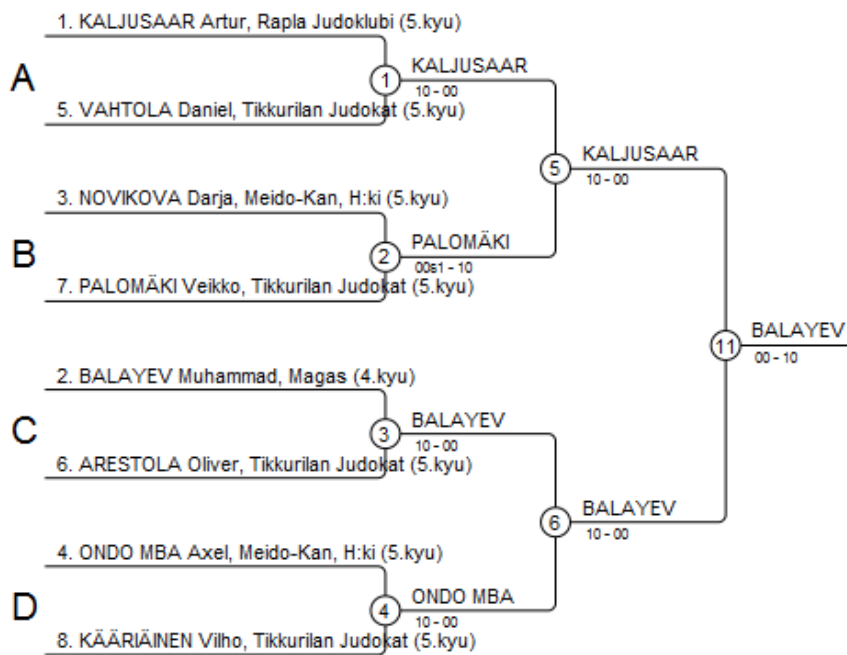 1. KALJUSAAR Artur, Rapla Judoklubi (5.kyu)
A
1
KALJUSAAR
10 - 00
5. VAHTOLA Daniel, Tikkurilan Judokat (5.kyu)
5
KALJUSAAR
10 - 00
3. NOVIKOVA Darja, Meido-Kan, H:ki (5.kyu)
B
2
PALOMÄKI
00s1 - 10
7. PALOMÄKI Veikko, Tikkurilan Judokat (5.kyu)
11
BALAYEV
00 - 10
2. BALAYEV Muhammad, Magas (4.kyu)
C
3
BALAYEV
10 - 00
6. ARESTOLA Oliver, Tikkurilan Judokat (5.kyu)
6
BALAYEV
10 - 00
4. ONDO MBA Axel, Meido-Kan, H:ki (5.kyu)
D
4
ONDO MBA
10 - 00
8. KÄÄRIÄINEN Vilho, Tikkurilan Judokat (5.kyu)